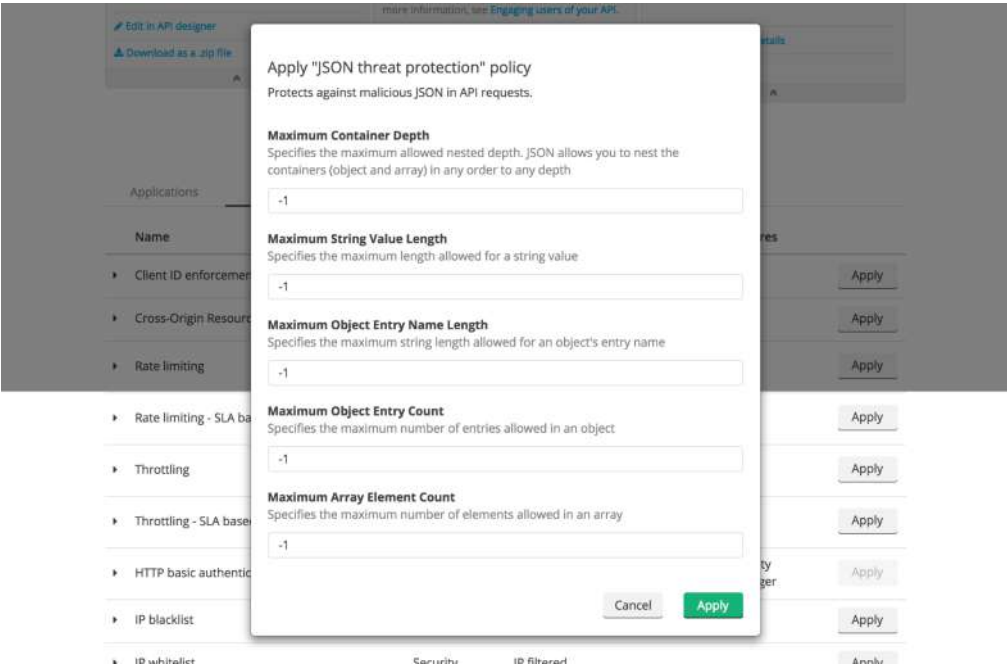 more information, see Engaging users of your API.
Edit in API designer
Download as a .zip file
etails
Apply "JSON threat protection" policy
Protects against malicious JSON in API requests.
Maximum Container Depth
Specifies the maximum allowed nested depth. JSON allows you to nest the
containers (object and array) in any order to any depth
-1
Maximum String Value Length
Specifies the maximum length allowed for a string value
-1
Maximum Object Entry Name Length
Specifies the maximum string length allowed for an object's entry name
-1
Maximum Object Entry Count
Specifies the maximum number of entries allowed in an object
-1
Maximum Array Element Count
Specifies the maximum number of elements allowed in an array
-1
Cancel Apply
Applications
Name res
Client ID enforcemen Apply
Cross-Origin Resourc Apply
Rate limiting Apply
Rate limiting - SLA ba Apply
Throttling Apply
Throttling - SLA base Apply
HTTP basic authentic ty
ger Apply
IP blacklist Apply
IP whitelist Security IP filtered Apply